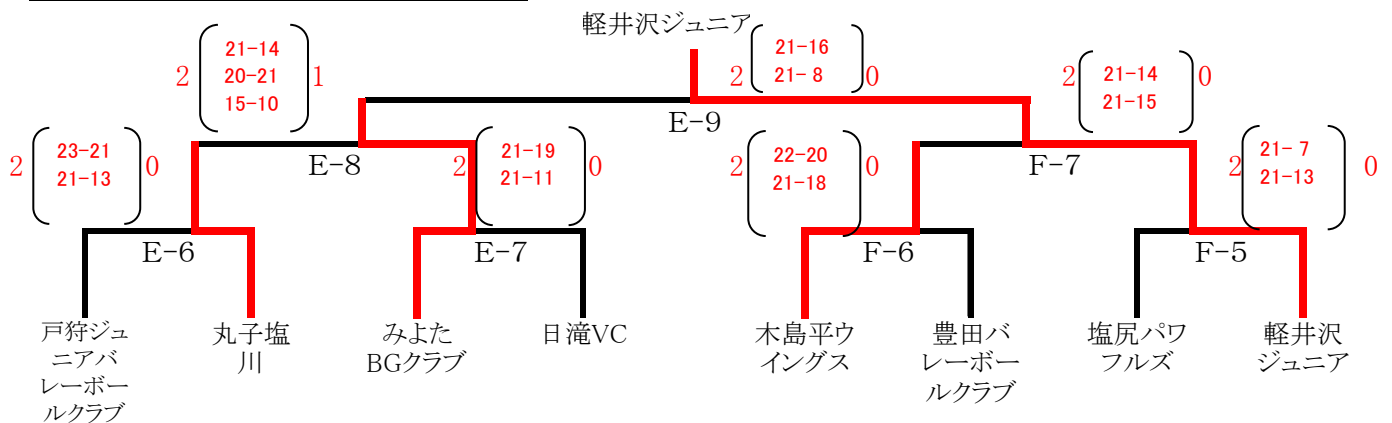 軽井沢ジュニア
2 21-14 20-21 15-10 1
2 21-16 21- 8 0
2 21-14 21-15 0
E-9
2 23-21 21-13 0
E-8
2 21-19 21-11 0
2 22-20 21-18 0
F-7
2 21- 7 21-13 0
E-6
E-7
F-6
F-5
戸狩ジュ
ニアバ
レーボー
ルクラブ
丸子塩
川
みよた
BGクラブ
日滝VC
木島平ウ
イングス
豊田バ
レーボー
ルクラブ
塩尻パワ
フルズ
軽井沢
ジュニア